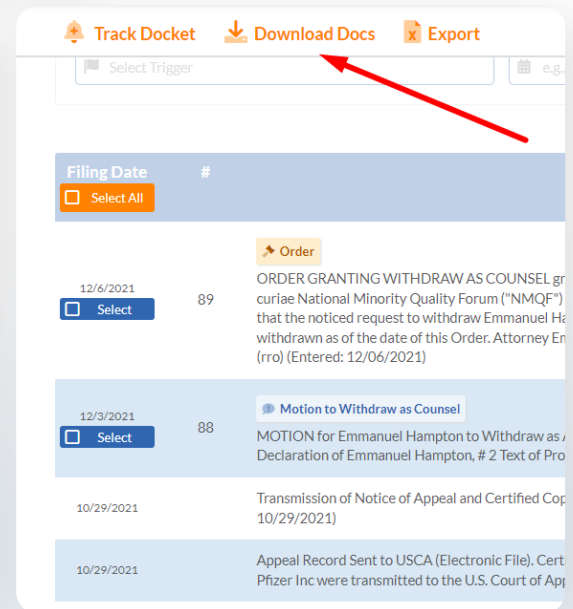 Track Docket Download Docs Export
Select Trigger e.g.,
Filing Date #
Select All
Order
12/6/2021 89 ORDER GRANTING WITHDRAW AS COUNSEL gr
Select curiae National Minority Quality Forum ("NMQF")
that the noticed request to withdraw Emmanuel Ha
withdrawn as of the date of this Order. Attorney En
(rro) (Entered: 12/06/2021)
Motion to Withdraw as Counsel
12/3/2021 88 MOTION for Emmanuel Hampton to Withdraw as A
Select Declaration of Emmanuel Hampton, # 2 Text of Pro
10/29/2021 Transmission of Notice of Appeal and Certified Cop
10/29/2021)
10/29/2021 Appeal Record Sent to USCA (Electronic File). Cert
Pfizer Inc were transmitted to the U.S. Court of App